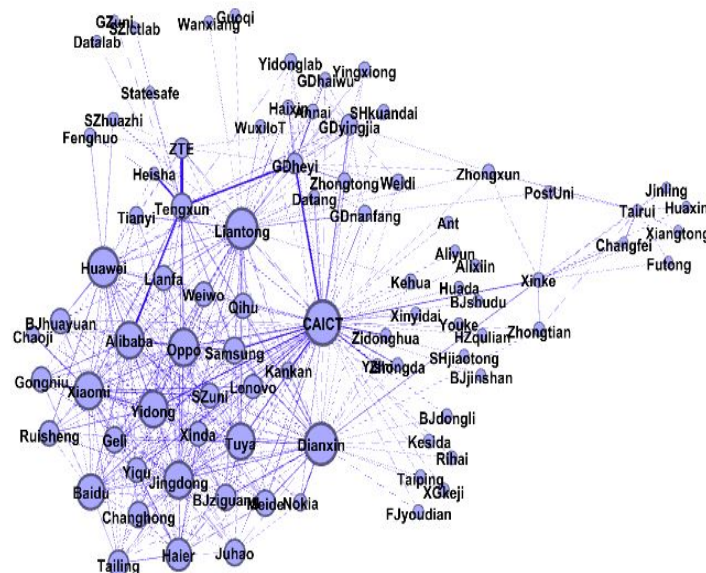 GZuni
SZictlab
Guoqi
Wanxiang
Datalab
Yidonglab
GDhaiwu
Yingxiong
Statesafe
Haixin
Annai
SHkuandai
SZhuazhi
WuxiIoT
GDyingjia
Fenghuo
ZTE
GDheyi
Heisha
Zhongtong
Weidi
Zhongxun
Datang
PostUni
Jinling
Tengxun
Tianyi
Liantong
GDnanfang
Tairui
Huaxin
Ant
Xiangtong
Changfei
Aliyun
Alixiin
Futong
Huawei
Lianfa
Weiwo
Kehua
Huada
Xinke
BJshudu
Qihu
BJhuayuan
CAICT
Xinyidai
Youke
Chaoji
Alibaba
Oppo
Samsung
Zidonghua
HZqulian
Zhongtian
SHjiaotong
Kankan
Zhongda
BJjinshan
Gongniu
Xiaomi
Lenovo
Yidong
SZuni
BJdongli
Ruisheng
Geli
Xinda
Tuya
Dianxin
Kesida
Rihai
Yiqu
Jingdong
Taiping
Baidu
BJziguang
Meide
Nokia
XGkeji
Changhong
FJyoudian
Tailing
Haier
Juhao